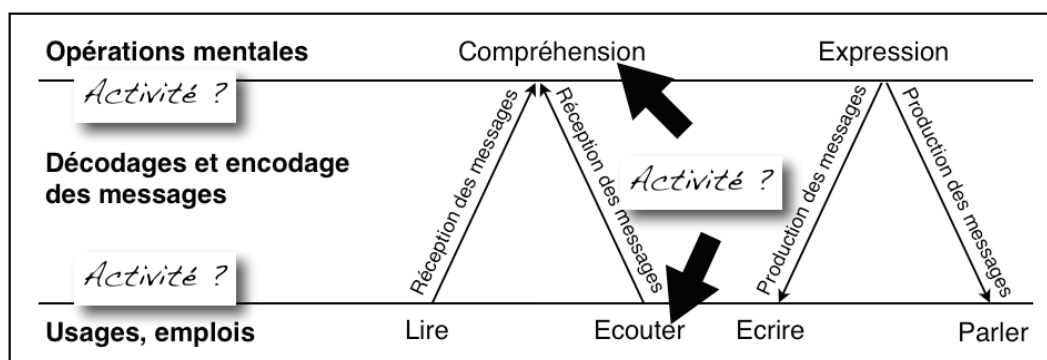 Opérations mentales
Compréhension
Expression
Activité ?
Réception des messages
Réception des messages
Production des messages
Production des messages
Décodages et encodage
des messages
Activité ?
Activité ?
Usages, emplois
Lire
Ecouter
Ecrire
Parler